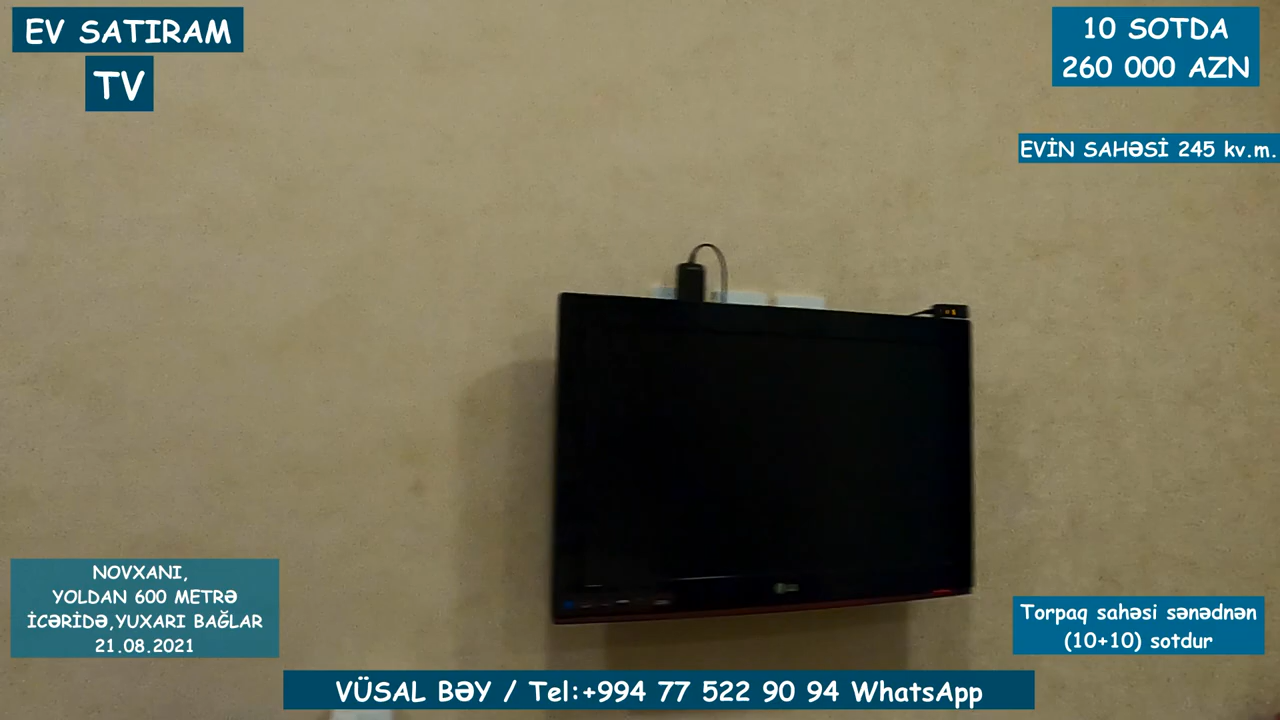 EV SATIRAM
TV
10 SOTDA
260 000 AZN
EVİN SAHƏSİ 245 kv.m.
NOVXANI,
YOLDAN 600 METRƏ
İCƏRİDƏ,YUXARI BAĞLAR
21.08.2021
Torpaq sahəsi sənədnən
(10+10) sotdur
VÜSAL BƏY / Tel:+994 77 522 90 94 WhatsApp